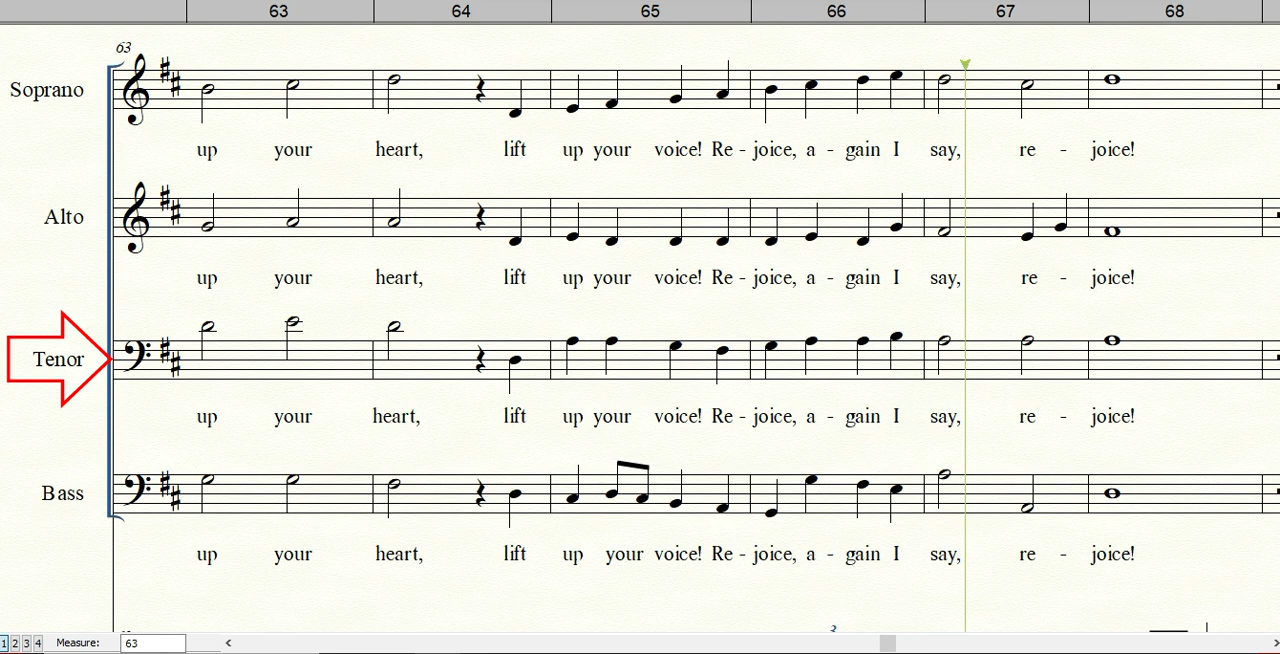 63 64 65 66 67 68
63
Soprano
up your heart, lift up your voice! Re - joice, a - gain I say, re - joice!
Alto
up your heart, lift up your voice! Re - joice, a - gain I say, re - joice!
Tenor
up your heart, lift up your voice! Re - joice, a - gain I say, re - joice!
Bass
up your heart, lift up your voice! Re - joice, a - gain I say, re - joice!
3
1 2 3 4 Measure: 63